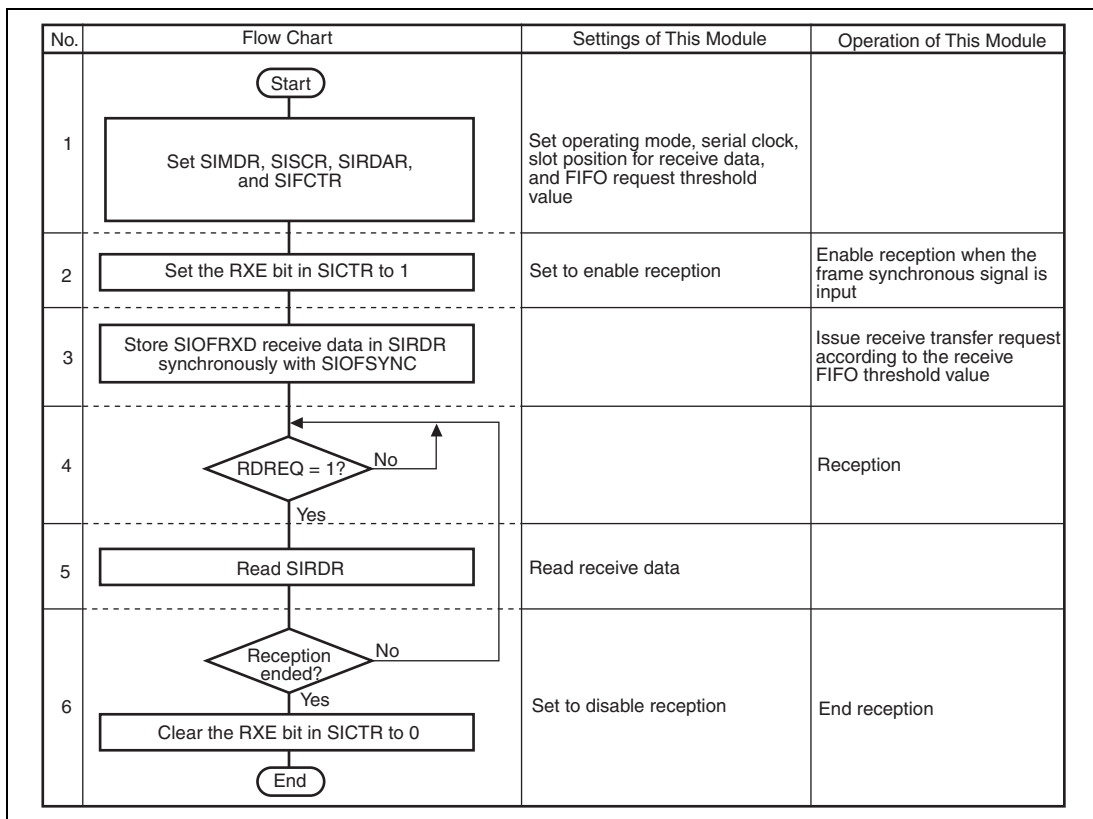 No.
Flow Chart
Settings of This Module
Operation of This Module
Start
1
Set SIMDR, SISCR, SIRDAR,
and SIFCTR
Set operating mode, serial clock,
slot position for receive data,
and FIFO request threshold
value
2
Set the RXE bit in SICTR to 1
Set to enable reception
Enable reception when the
frame synchronous signal is
input
3
Store SIOFRXD receive data in SIRDR
synchronously with SIOFSYNC
Issue receive transfer request
according to the receive
FIFO threshold value
4
RDREQ = 1?
No
Reception
Yes
5
Read SIRDR
Read receive data
Reception
ended?
No
6
Yes
Set to disable reception
End reception
Clear the RXE bit in SICTR to 0
End